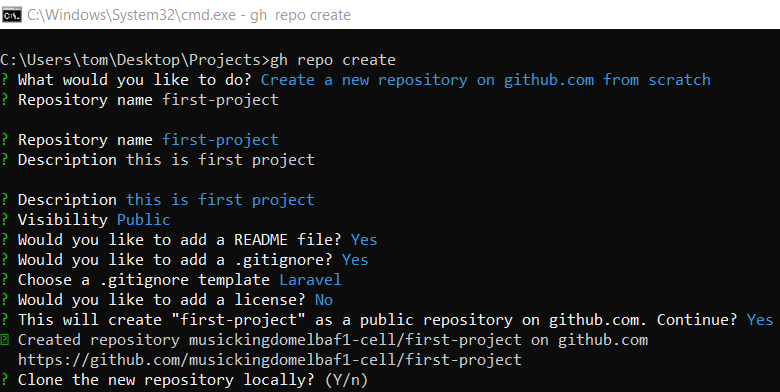 C:\Windows\System32\cmd.exe - gh  repo create
C:\Users\tom\Desktop\Projects>gh repo create
? What would you like to do? Create a new repository on github.com from scratch
? Repository name first-project
? Repository name first-project
? Description this is first project
? Description this is first project
? Visibility Public
? Would you like to add a README file? Yes
? Would you like to add a .gitignore? Yes
? Choose a .gitignore template Laravel
? Would you like to add a license? No
? This will create "first-project" as a public repository on github.com. Continue? Yes
Created repository musickingdomelbaf1-cell/first-project on github.com
https://github.com/musickingdomelbaf1-cell/first-project
? Clone the new repository locally? (Y/n)